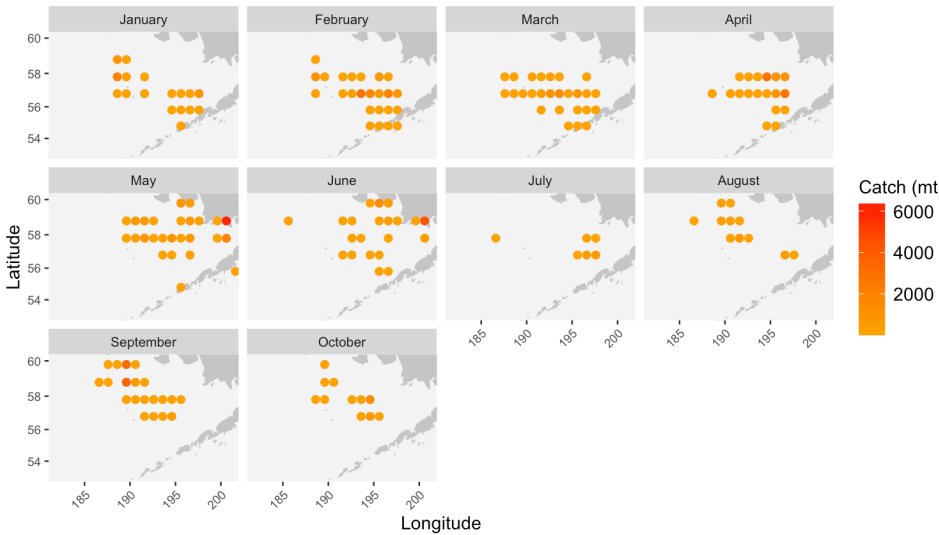 January February March April
60
58
56
54
May June July August
60
58
56
54
185 190 195 200 185 190 195 200
September October
60
58
56
54
185 190 195 200 185 190 195 200
Longitude
Latitude
Catch (mt
6000
4000
2000